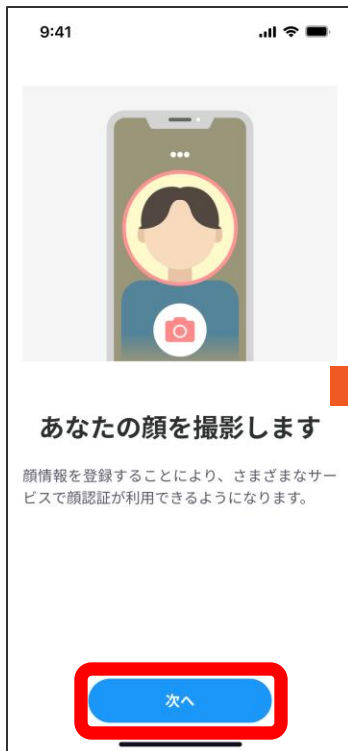 9:41
あなたの顔を撮影します
顔情報を登録することにより、さまざまなサー
ビスで顔認証が利用できるようになります。
次へ